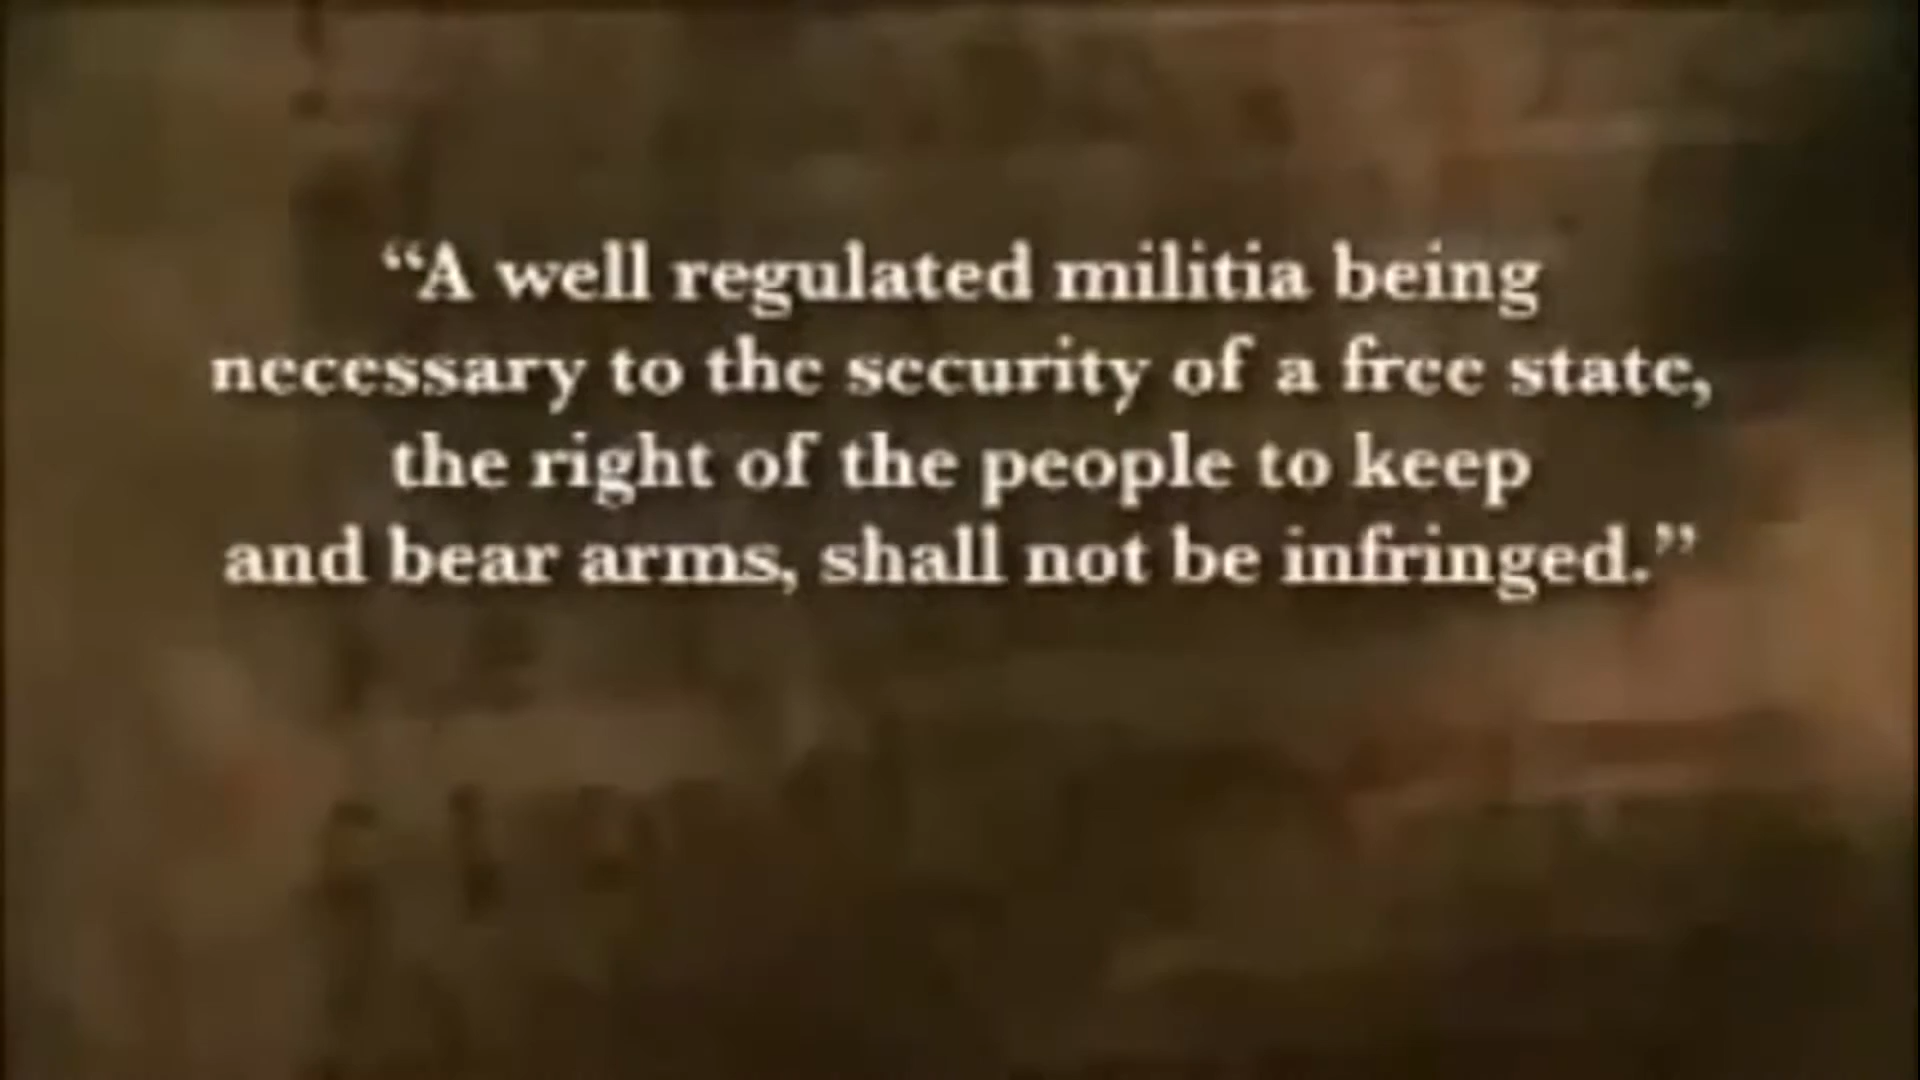 “A well regulated militia being
necessary to the security of a free state,
the right of the people to keep
and bear arms, shall not be infringed.”